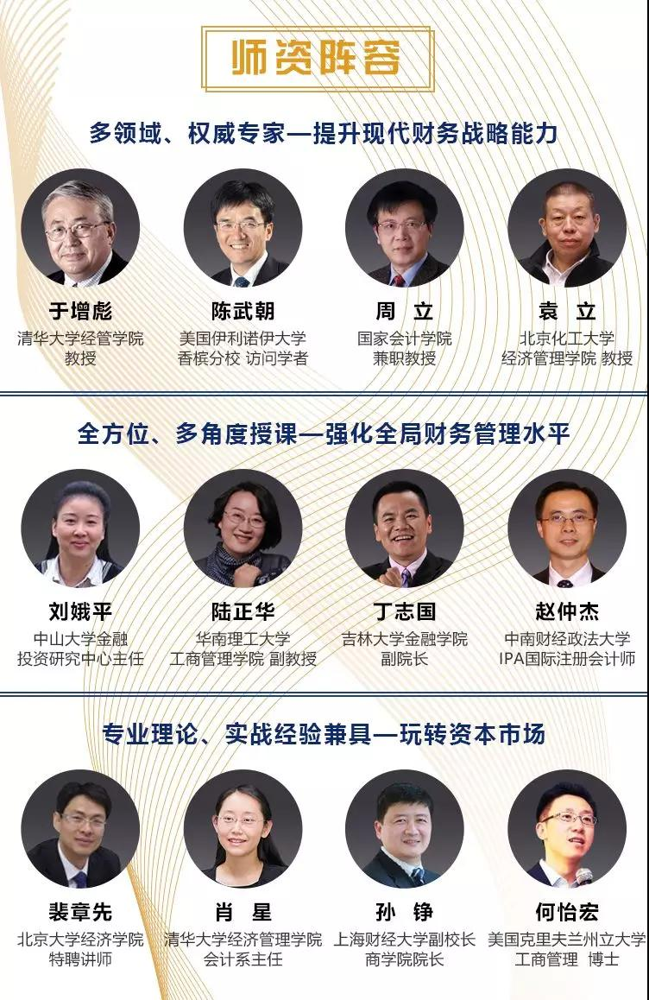 师资阵容
多领域、权威专家—提升现代财务战略能力
于增彪 陈武朝 周 立 袁 立
清华大学经管学院 美国伊利诺伊大学 国家会计学院 北京化工大学
教授 香槟分校 访问学者 兼职教授 经济管理学院 教授
全方位、多角度授课—强化全局财务管理水平
刘娥平 陆正华 丁志国 赵仲杰
中山大学金融 华南理工大学 吉林大学金融学院 中南财经政法大学
投资研究中心主任 工商管理学院 副教授 副院长 IPA国际注册会计师
专业理论、实战经验兼具—玩转资本市场
裴章先 肖 星 孙 铮 何怡宏
北京大学经济学院 清华大学经济管理学院 上海财经大学副校长 美国克里夫兰州立大学
特聘讲师 会计系主任 商学院院长 工商管理 博士